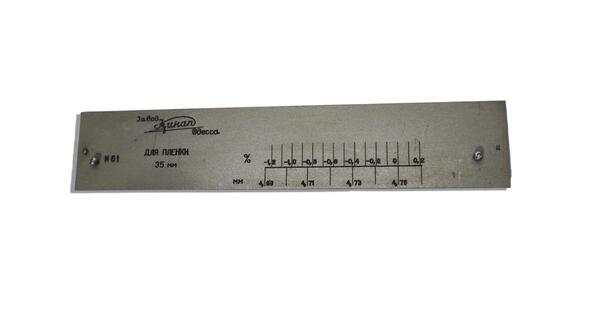 Завод
Кинап
Одесса
N 61
ДЛЯ ПЛЕНКИ
35 мм
% -1,2 -1,0 -0,8 -0,6 -0,4 -0,2 0 0,2
мм 4,69 4,71 4,73 4,75